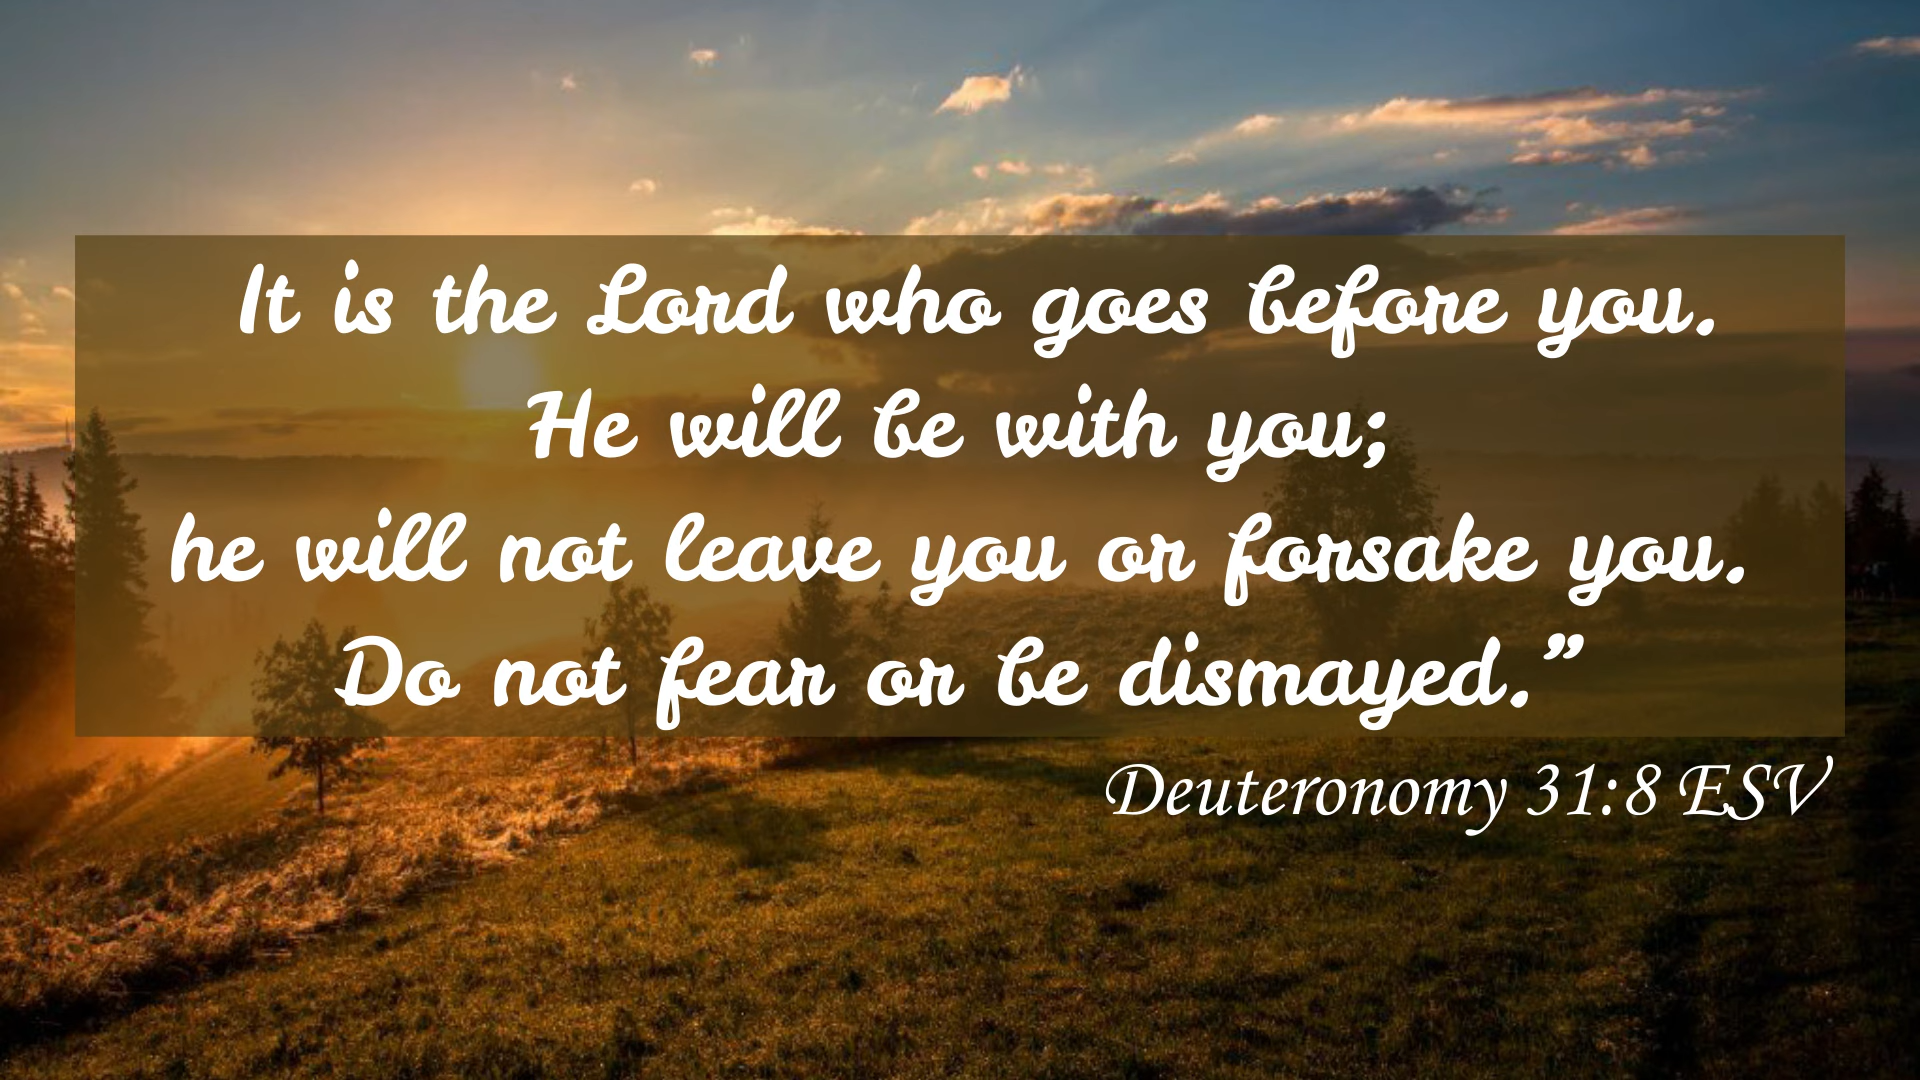 It is the Lord who goes before you.
He will be with you;
he will not leave you or forsake you.
Do not fear or be dismayed.”
Deuteronomy 31:8 ESV